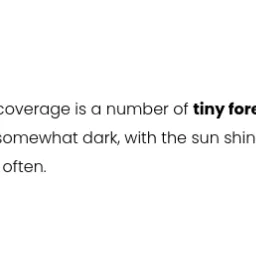 coverage is a number of tiny fore
somewhat dark, with the sun shin
often.